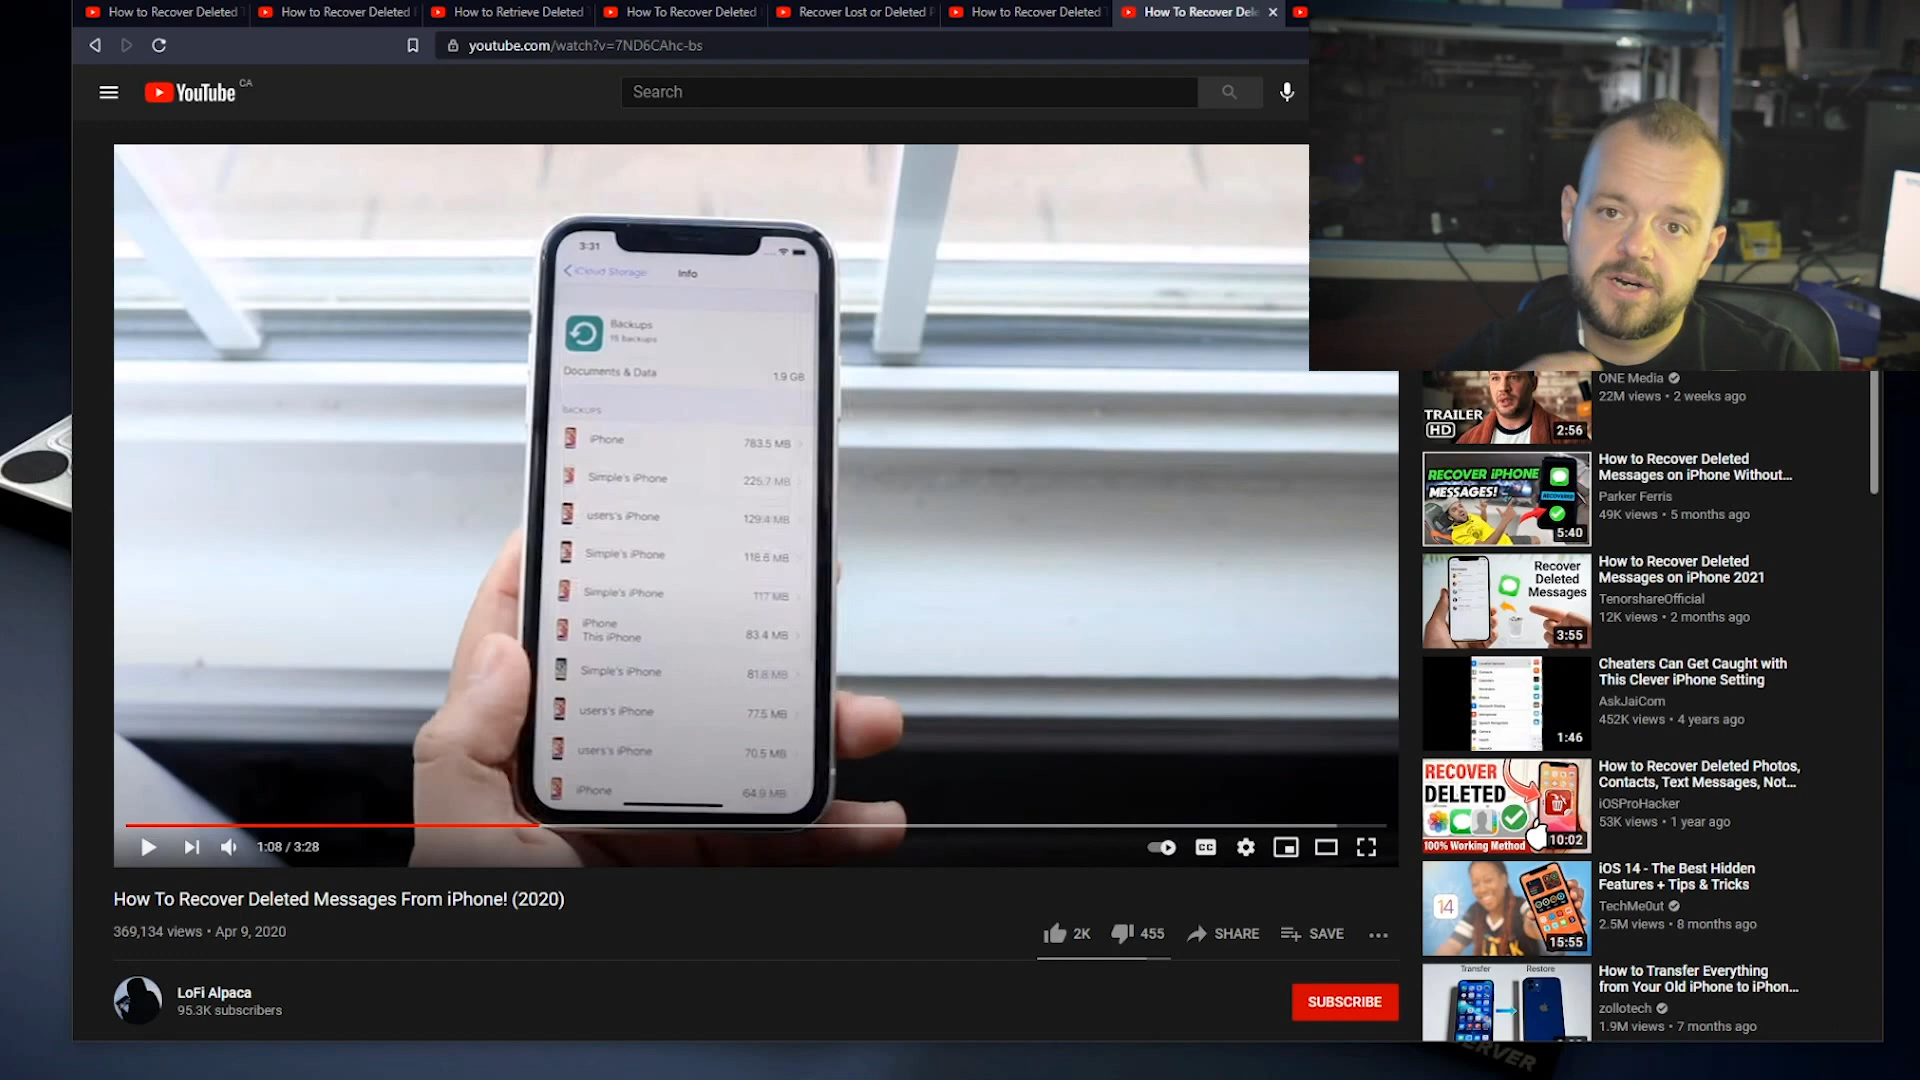 How to Recover Deleted
How to Recover Deleted
How to Retrieve Deleted
How To Recover Deleted
Recover Lost or Deleted
How to Recover Deleted
How To Recover Del
youtube.com/watch?v=7ND6CAhc-bs
YouTube CA
Search
3:31
iCloud Storage
Info
Backups
15 backups
Documents & Data 1.9 GB
BACKUPS
iPhone 783.5 MB
Simple's iPhone 225.7 MB
users's iPhone 129.4 MB
Simple's iPhone 118.6 MB
Simple's iPhone 117 MB
iPhone
This iPhone 83.4 MB
Simple's iPhone 81.8 MB
users's iPhone 77.5 MB
users's iPhone 70.5 MB
iPhone 64.9 MB
1:08 / 3:28
CC
How To Recover Deleted Messages From iPhone! (2020)
369,134 views • Apr 9, 2020
2K
455
SHARE
SAVE
LoFi Alpaca
95.3K subscribers
SUBSCRIBE
TRAILER
HD
2:56
ONE Media
22M views • 2 weeks ago
RECOVER iPHONE
MESSAGES!
RECOVERED
5:40
How to Recover Deleted
Messages on iPhone Without...
Parker Ferris
49K views • 5 months ago
Recover
Deleted
Messages
3:55
How to Recover Deleted
Messages on iPhone 2021
TenorshareOfficial
12K views • 2 months ago
1:46
Cheaters Can Get Caught with
This Clever iPhone Setting
AskJaiCom
452K views • 4 years ago
RECOVER
DELETED
100% Working Method
10:02
How to Recover Deleted Photos,
Contacts, Text Messages, Not...
iOSProHacker
53K views • 1 year ago
14
15:55
iOS 14 - The Best Hidden
Features + Tips & Tricks
TechMe0ut
2.5M views • 8 months ago
Transfer
Restore
How to Transfer Everything
from Your Old iPhone to iPhon...
zollotech
1.9M views • 7 months ago